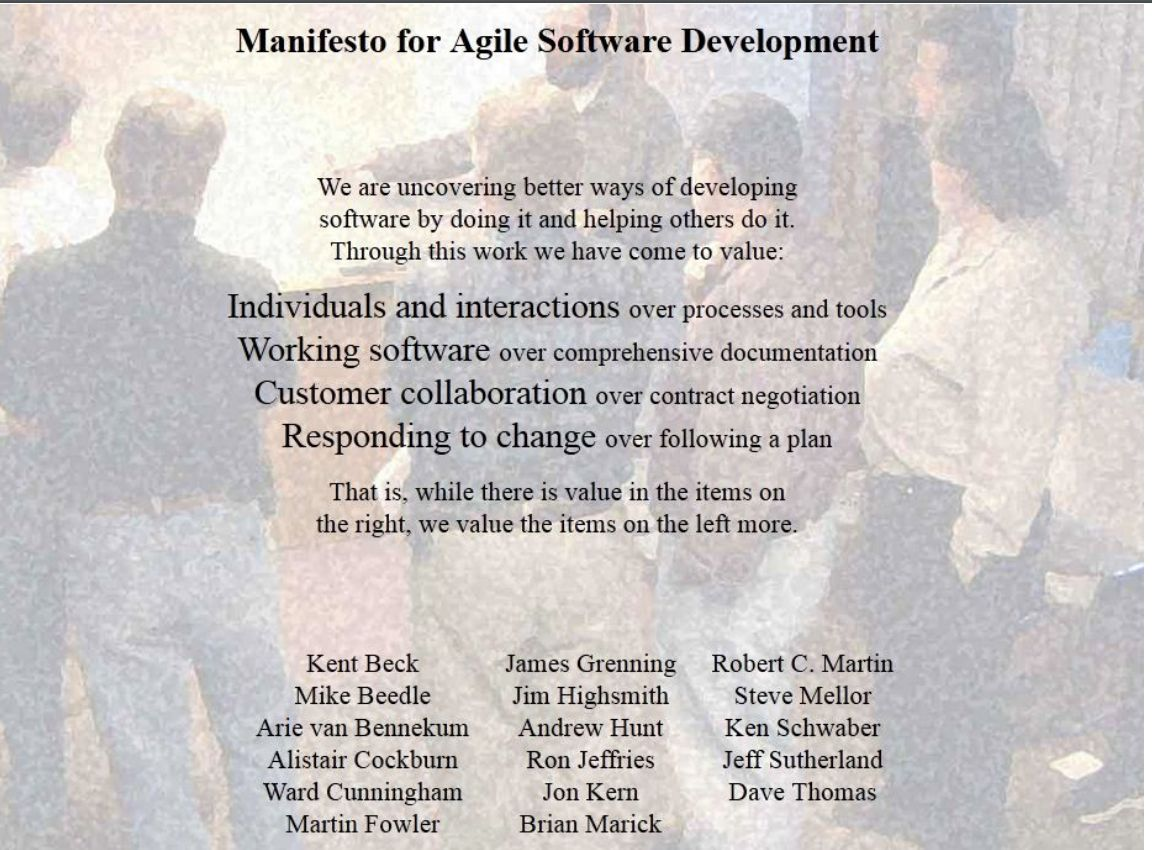 Manifesto for Agile Software Development
We are uncovering better ways of developing
software by doing it and helping others do it.
Through this work we have come to value:
Individuals and interactions over processes and tools
Working software over comprehensive documentation
Customer collaboration over contract negotiation
Responding to change over following a plan
That is, while there is value in the items on
the right, we value the items on the left more.
Kent Beck
Mike Beedle
Arie van Bennekum
Alistair Cockburn
Ward Cunningham
Martin Fowler
James Grenning
Jim Highsmith
Andrew Hunt
Ron Jeffries
Jon Kern
Brian Marick
Robert C. Martin
Steve Mellor
Ken Schwaber
Jeff Sutherland
Dave Thomas